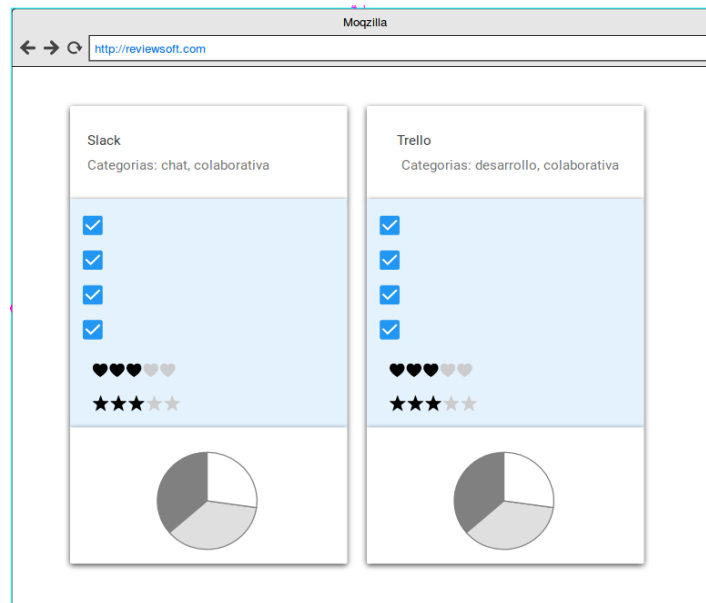 Moqzilla
http://reviewsoft.com
Slack
Categorias: chat, colaborativa
Trello
Categorias: desarrollo, colaborativa